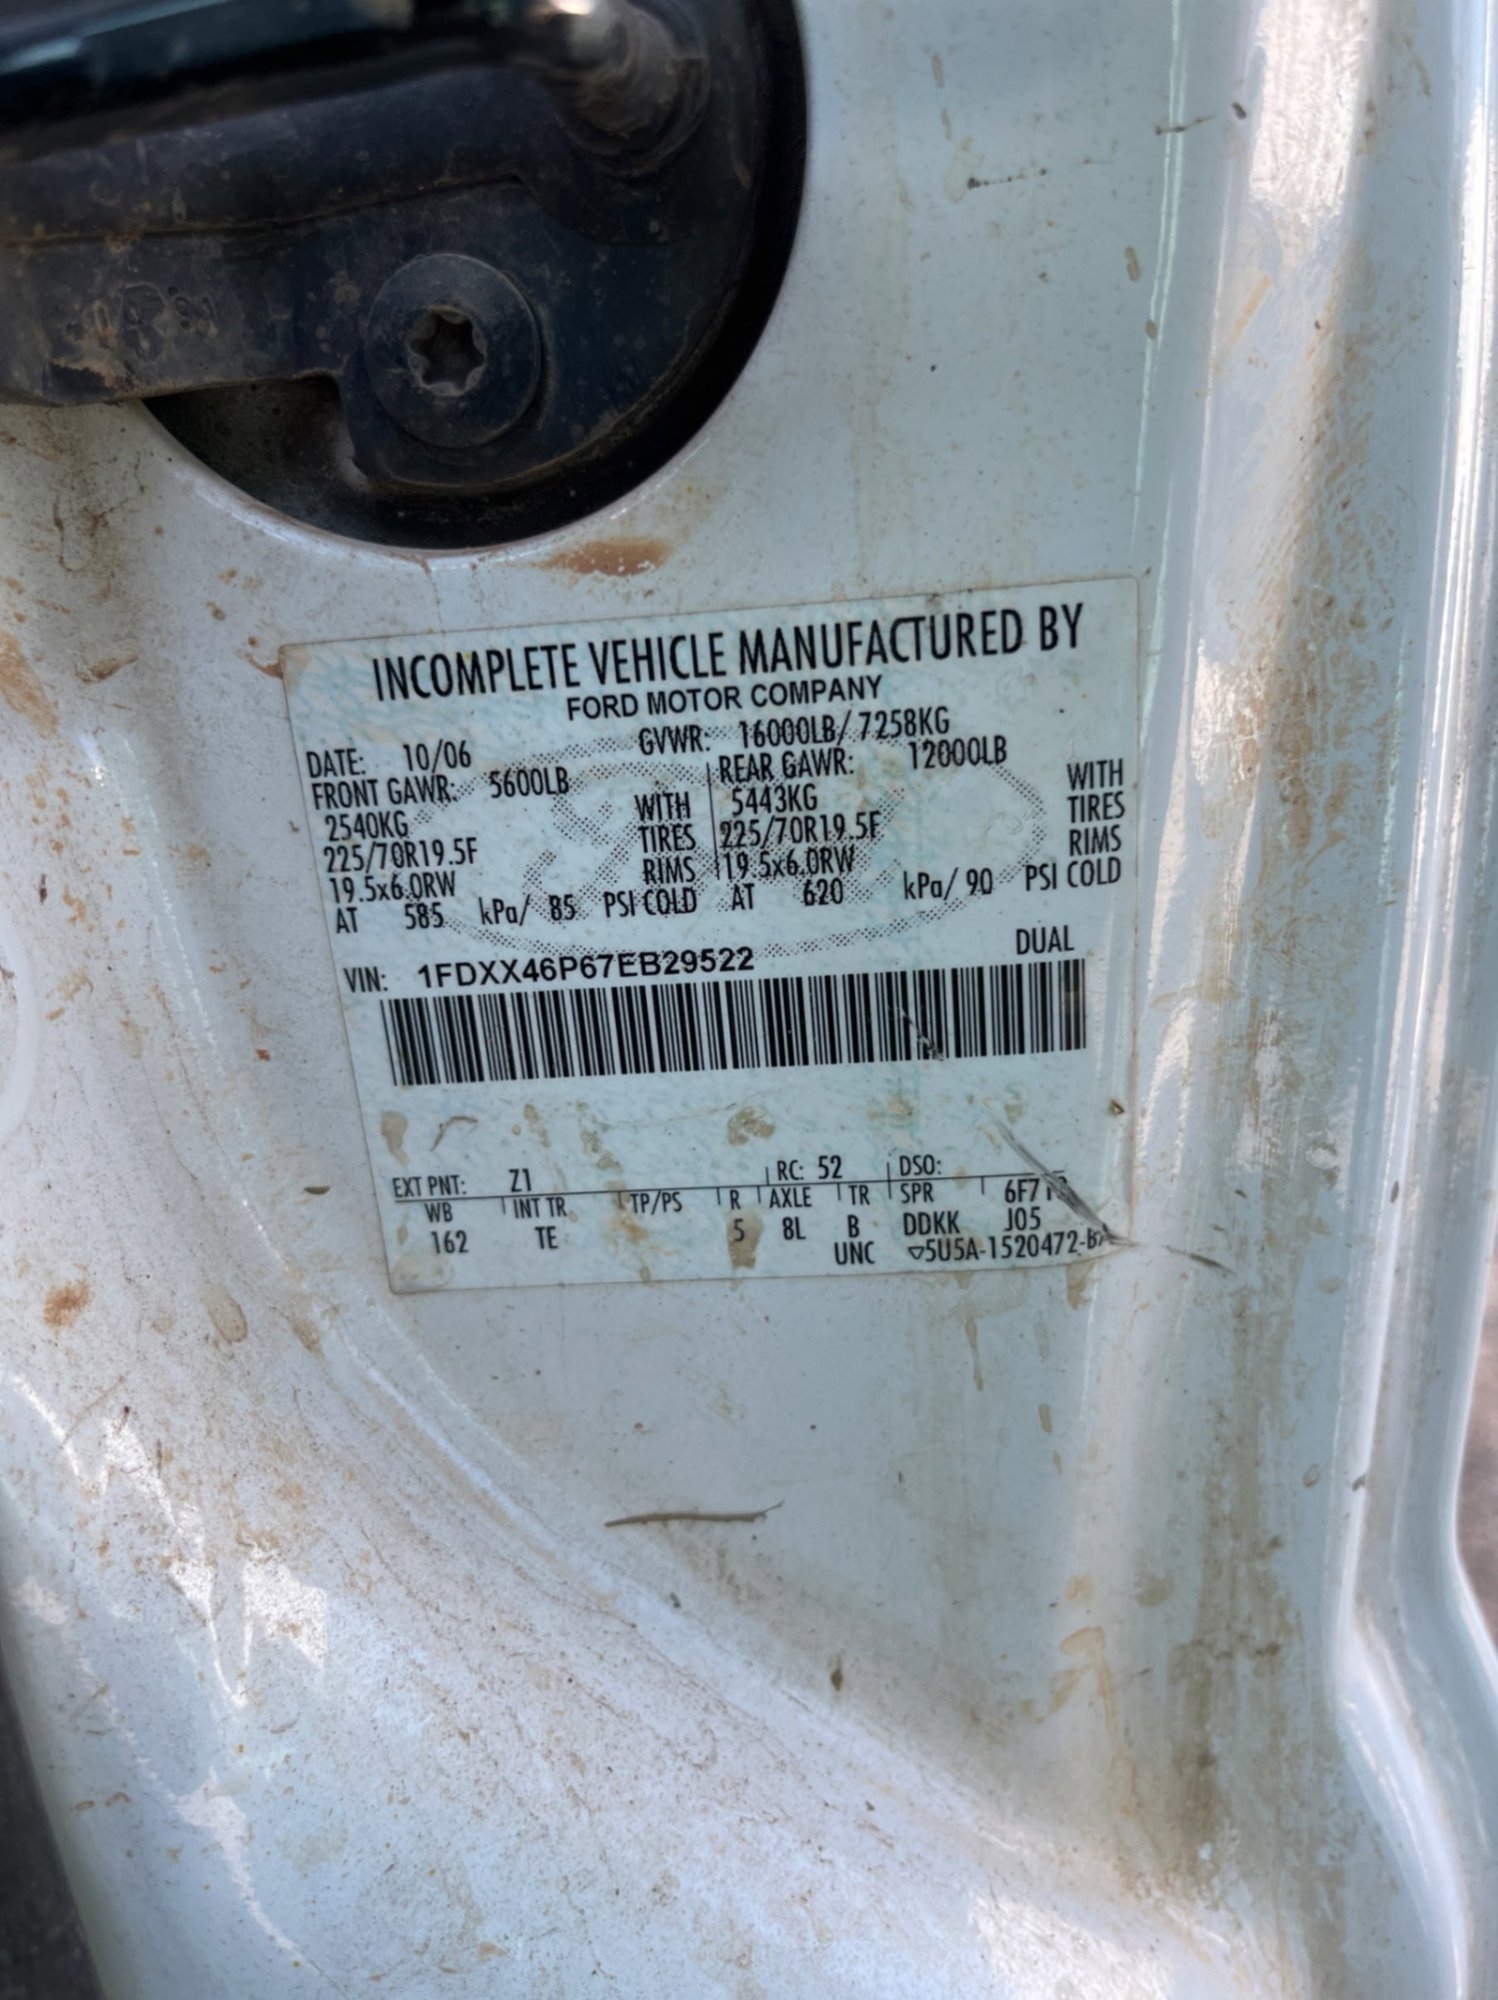 INCOMPLETE VEHICLE MANUFACTURED BY
FORD MOTOR COMPANY
DATE: 10/06 GVWR: 16000LB/ 7258KG
FRONT GAWR: 5600LB REAR GAWR: 12000LB
2540KG WITH 5443KG WITH
225/70R19.5F TIRES 225/70R19.5F TIRES
19.5x6.0RW RIMS 19.5x6.0RW RIMS
AT 585 kPa/ 85 PSI COLD AT 620 kPa/ 90 PSI COLD
VIN: 1FDXX46P67EB29522 DUAL
EXT PNT: Z1 RC: 52 DSO:
WB INT TR TP/PS R AXLE TR SPR
162 TE 5 8L B DDKK J05
UNC 5U5A-1520472-